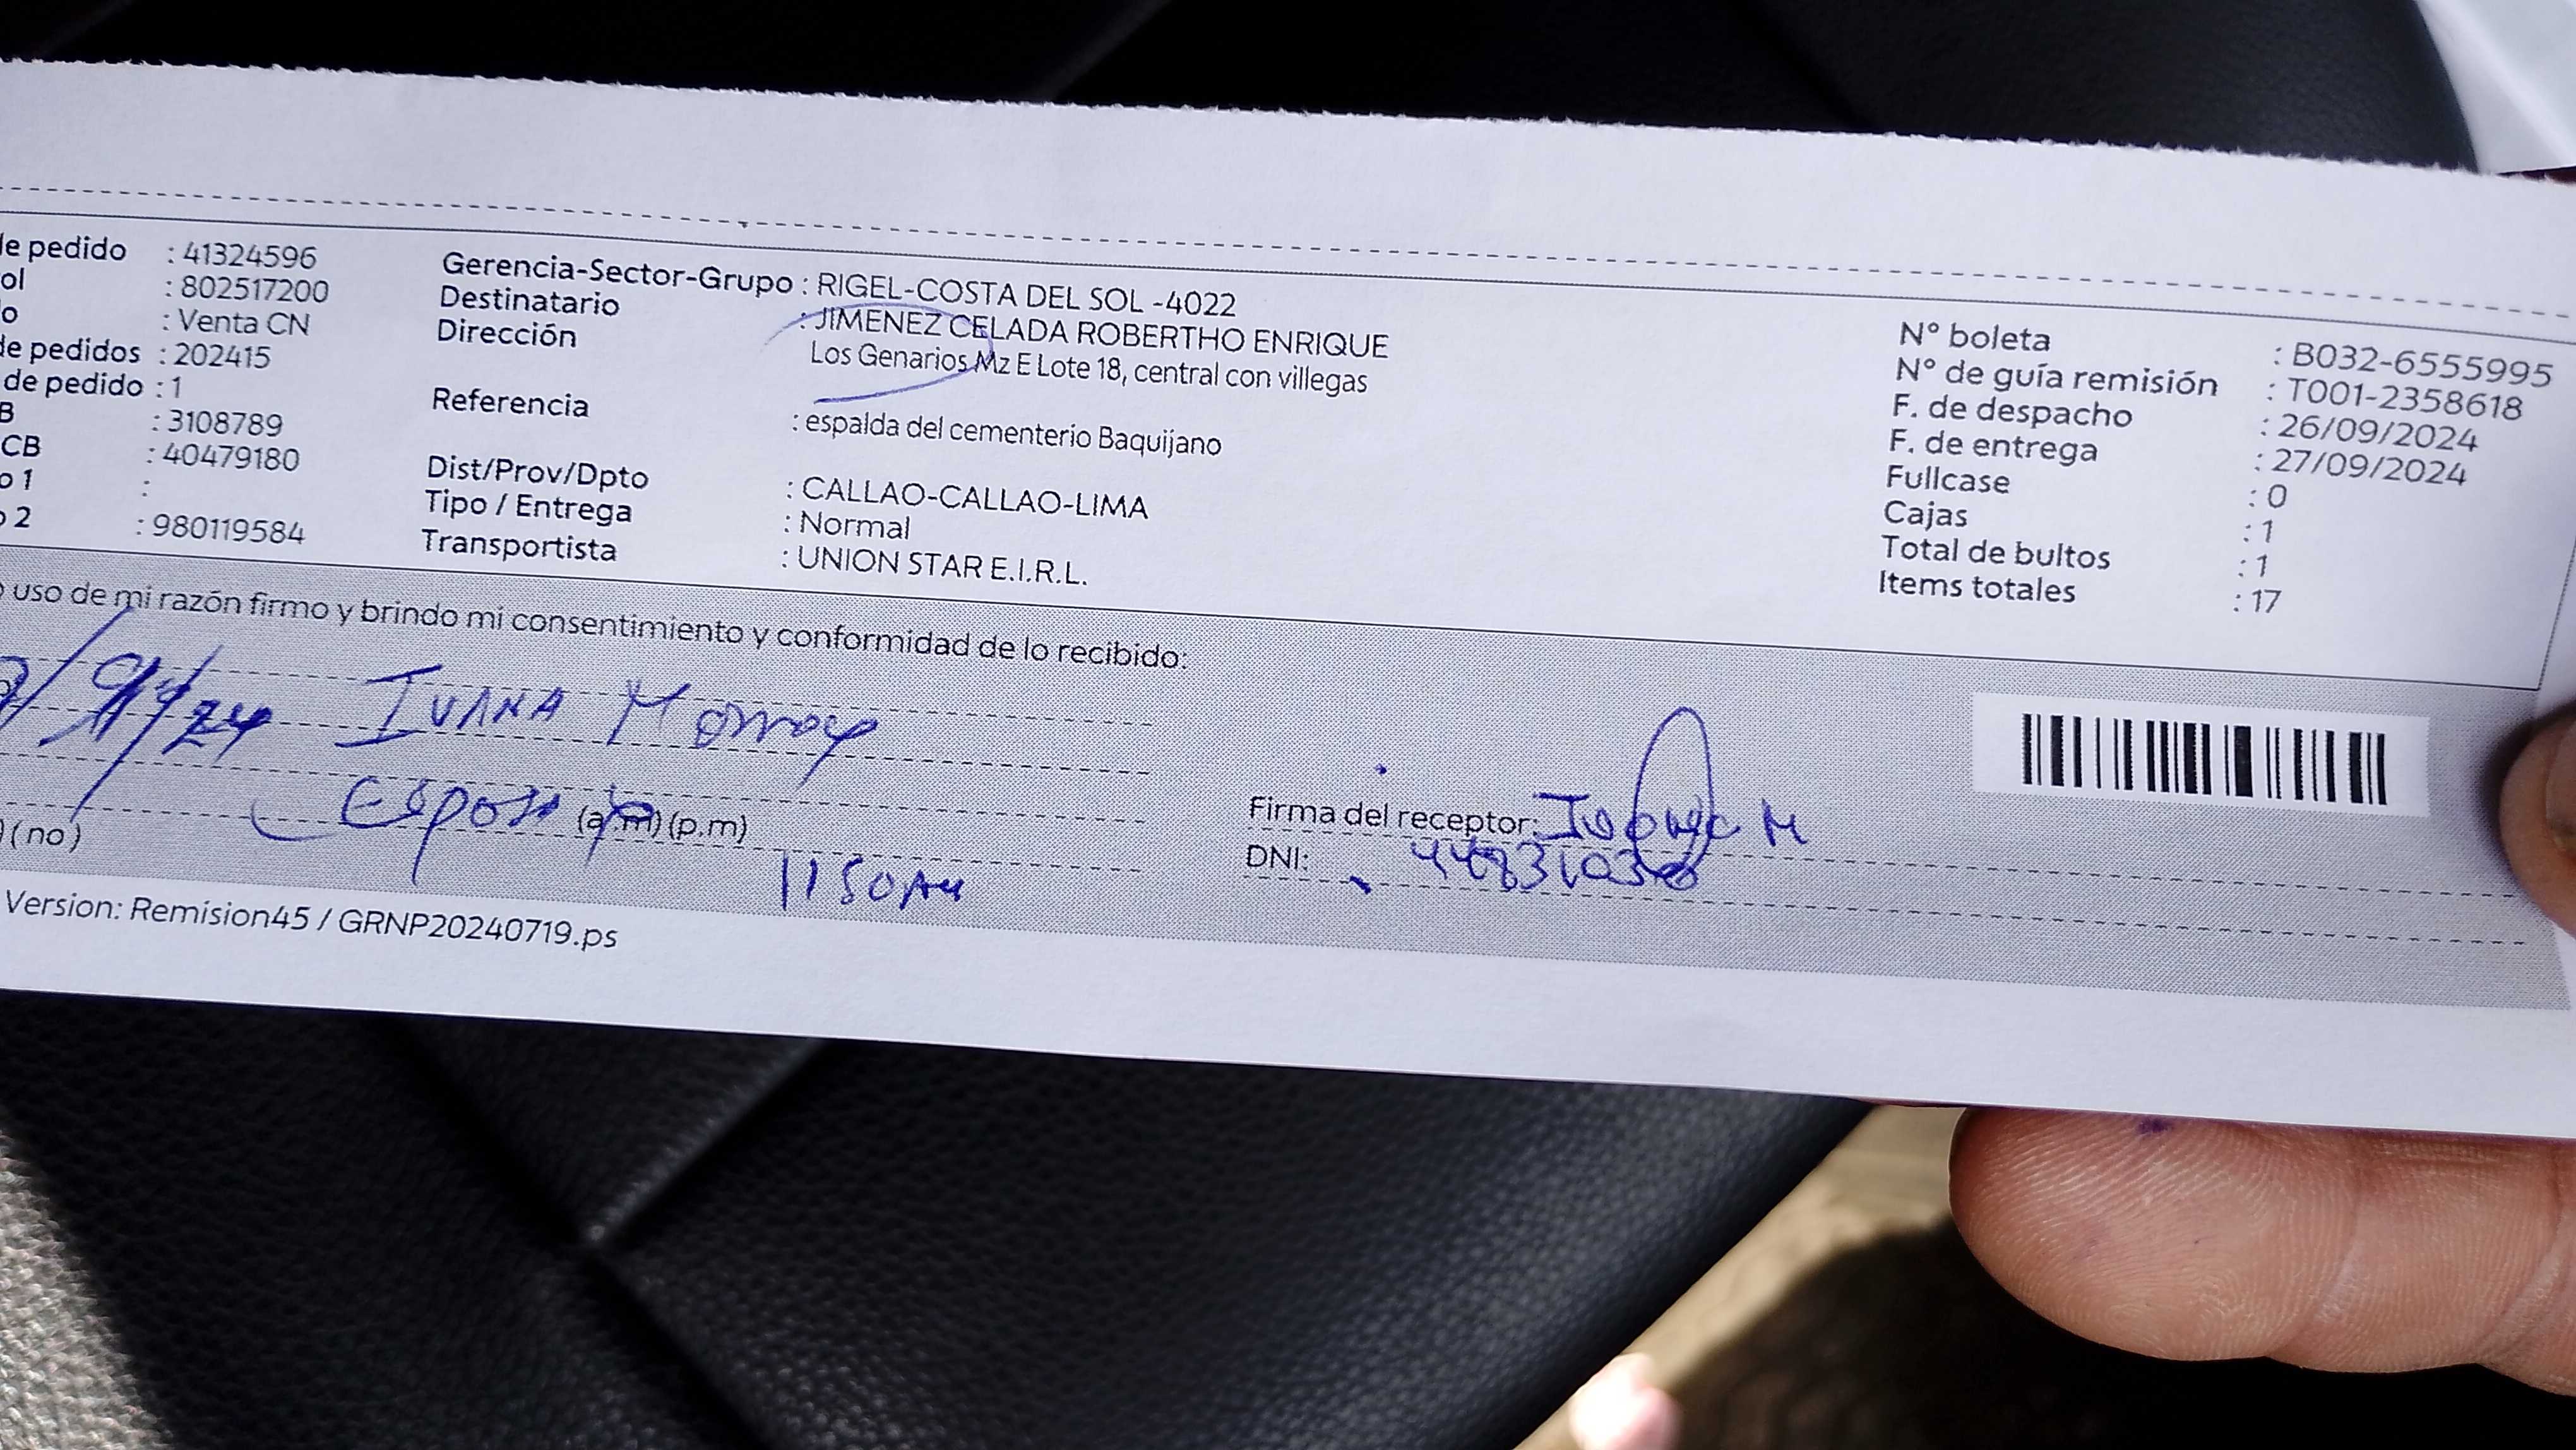 de pedido : 41324596
ol : 802517200
o : Venta CN
de pedidos : 202415
de pedido : 1
B : 3108789
CB : 40479180
o 1 :
o 2 : 980119584
Gerencia-Sector-Grupo : RIGEL-COSTA DEL SOL -4022
Destinatario : JIMENEZ CELADA ROBERTHO ENRIQUE
Dirección Los Genarios Mz E Lote 18, central con villegas
Referencia : espalda del cementerio Baquijano
Dist/Prov/Dpto : CALLAO-CALLAO-LIMA
Tipo / Entrega : Normal
Transportista : UNION STAR E.I.R.L.
N° boleta : B032-6555995
N° de guía remisión : T001-2358618
F. de despacho : 26/09/2024
F. de entrega : 27/09/2024
Fullcase : 0
Cajas : 1
Total de bultos : 1
Items totales : 17
uso de mi razón firmo y brindo mi consentimiento y conformidad de lo recibido:
IVANA Monroy
Esposa (a.m) (p.m)
) (no)
1150AM
Firma del receptor:
DNI:
Version: Remision45 / GRNP20240719.ps